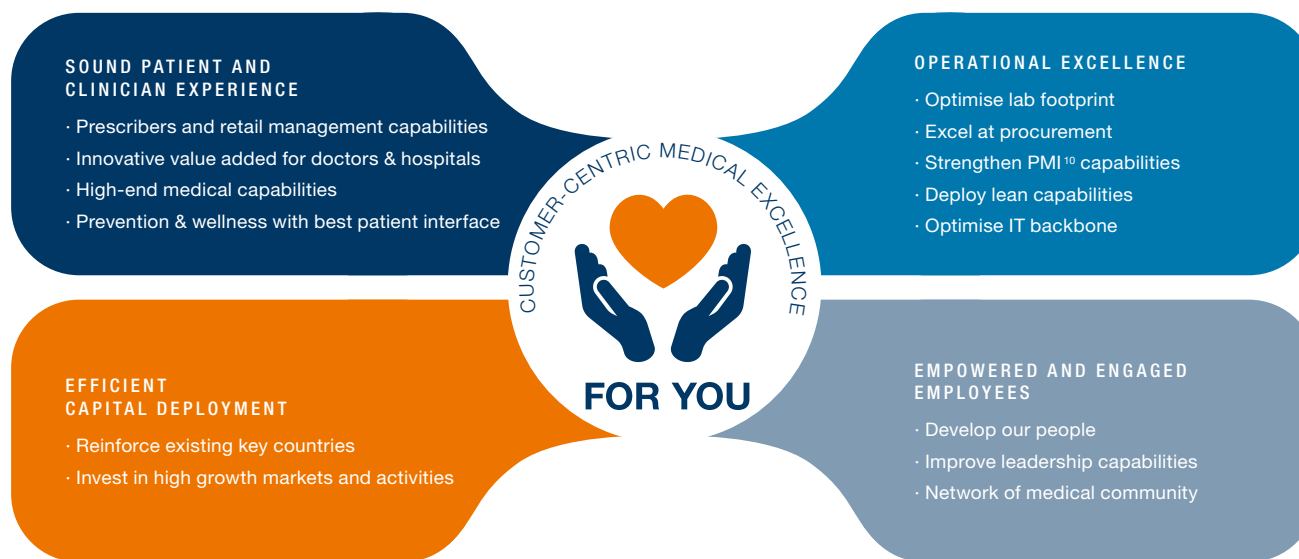 SOUND PATIENT AND
CLINICIAN EXPERIENCE
· Prescribers and retail management capabilities
· Innovative value added for doctors & hospitals
· High-end medical capabilities
· Prevention & wellness with best patient interface
OPERATIONAL EXCELLENCE
· Optimise lab footprint
· Excel at procurement
· Strengthen PMI¹⁰ capabilities
· Deploy lean capabilities
· Optimise IT backbone
CUSTOMER-CENTRIC MEDICAL EXCELLENCE
FOR YOU
EFFICIENT
CAPITAL DEPLOYMENT
· Reinforce existing key countries
· Invest in high growth markets and activities
EMPOWERED AND ENGAGED
EMPLOYEES
· Develop our people
· Improve leadership capabilities
· Network of medical community